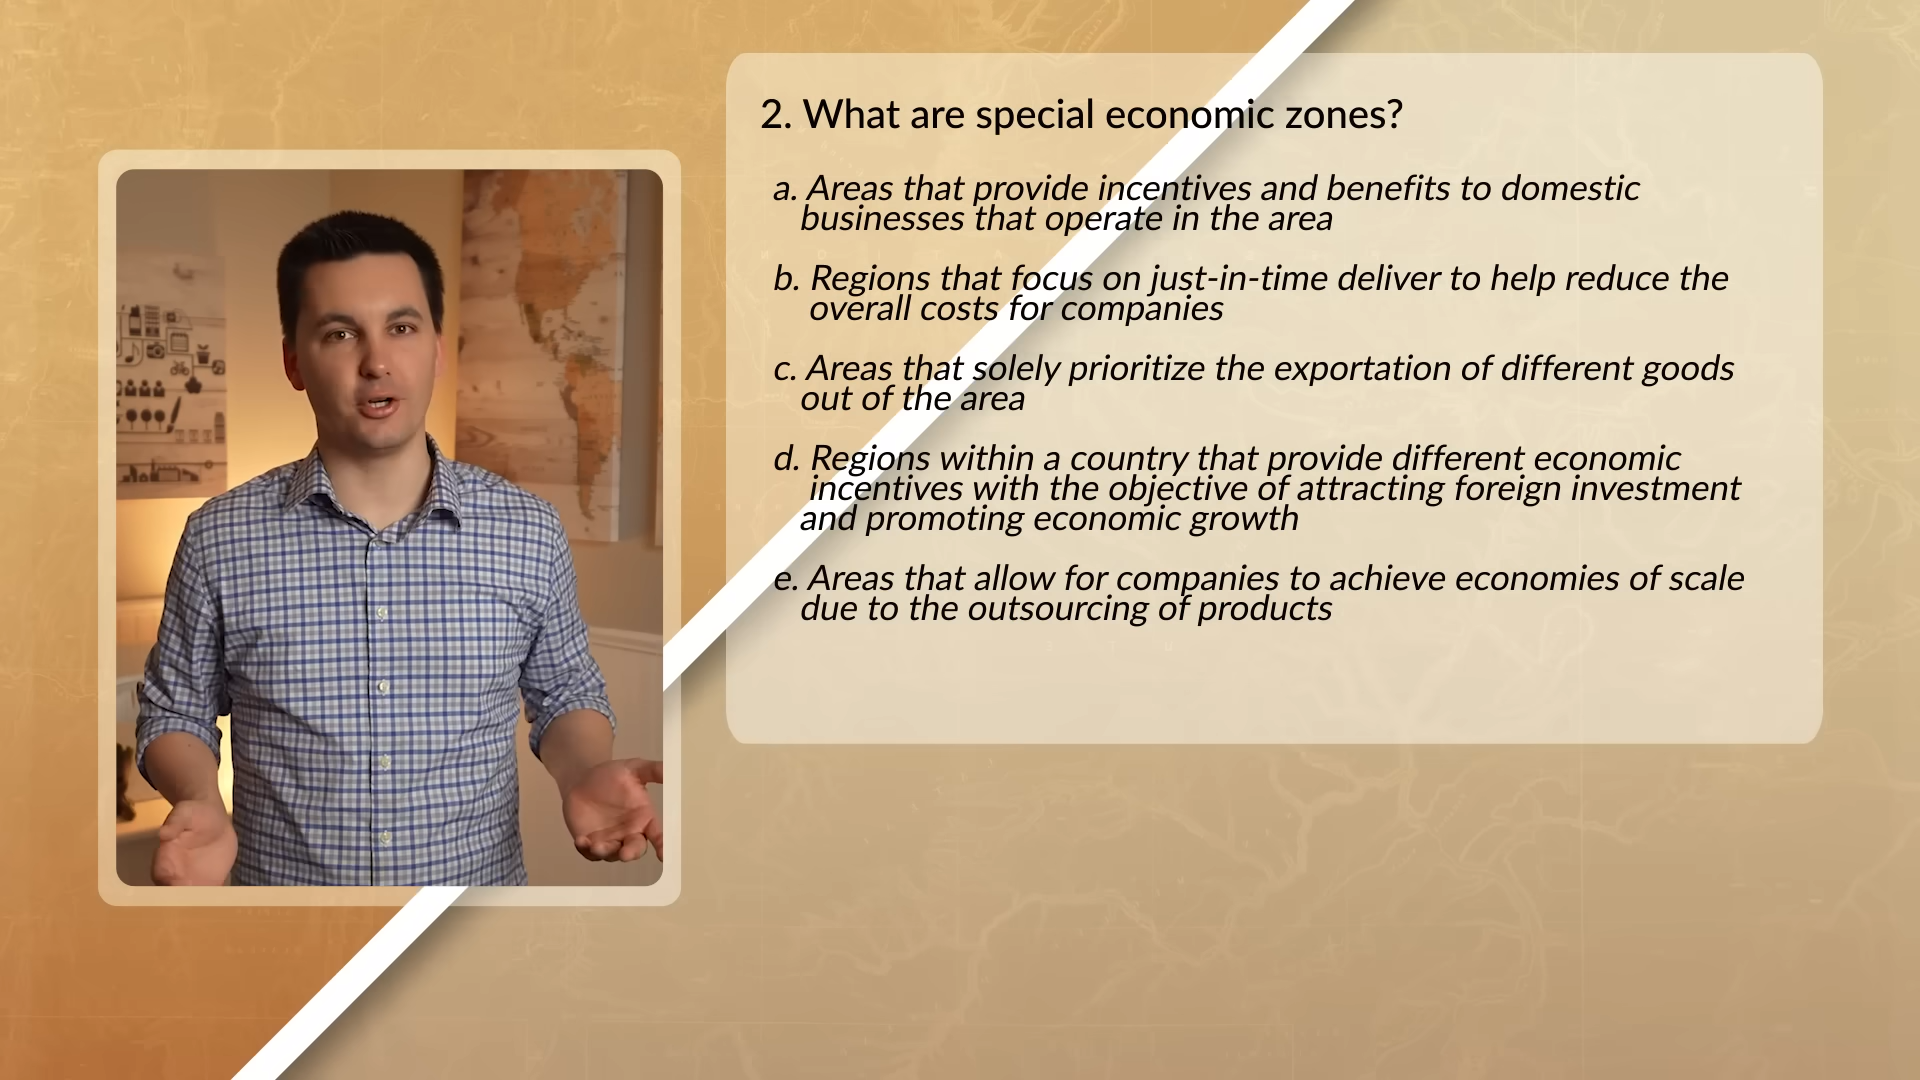 2. What are special economic zones?
a. Areas that provide incentives and benefits to domestic
businesses that operate in the area
b. Regions that focus on just-in-time deliver to help reduce the
overall costs for companies
c. Areas that solely prioritize the exportation of different goods
out of the area
d. Regions within a country that provide different economic
incentives with the objective of attracting foreign investment
and promoting economic growth
e. Areas that allow for companies to achieve economies of scale
due to the outsourcing of products